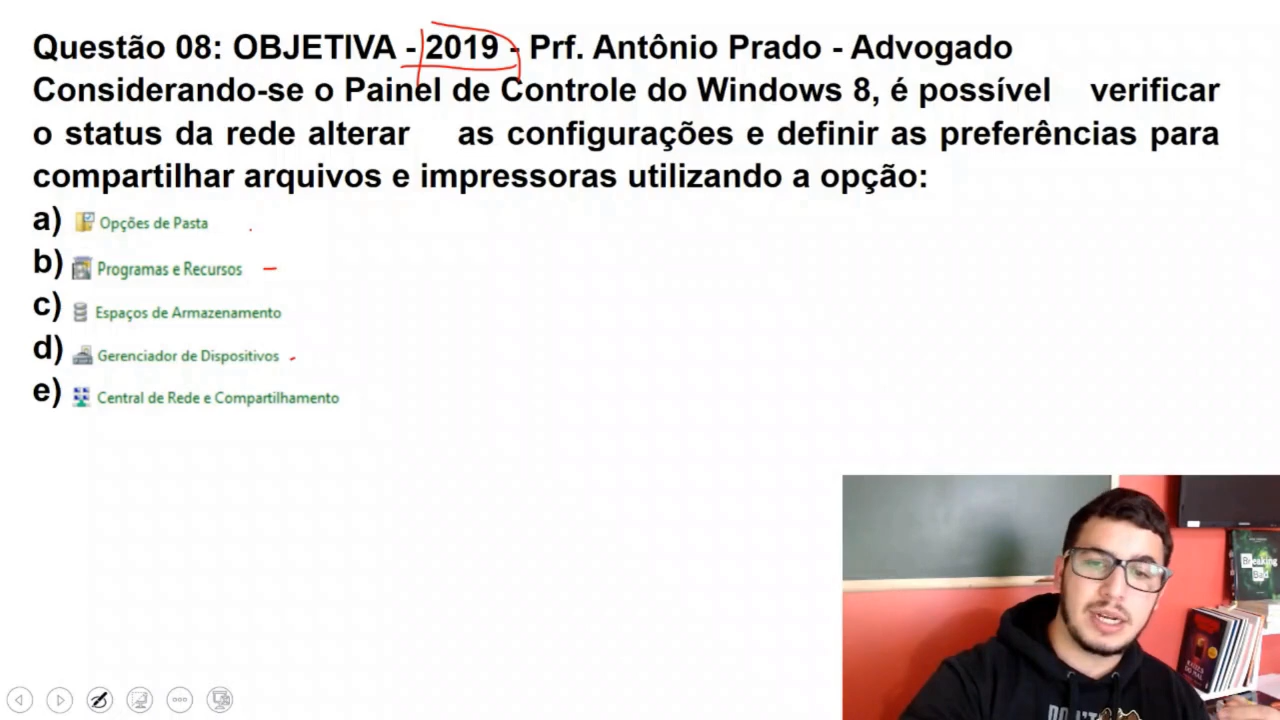 Questão 08: OBJETIVA - 2019 - Prf. Antônio Prado - Advogado
Considerando-se o Painel de Controle do Windows 8, é possível verificar
o status da rede alterar as configurações e definir as preferências para
compartilhar arquivos e impressoras utilizando a opção:
a) Opções de Pasta
b) Programas e Recursos
c) Espaços de Armazenamento
d) Gerenciador de Dispositivos
e) Central de Rede e Compartilhamento
Breaking
Bad